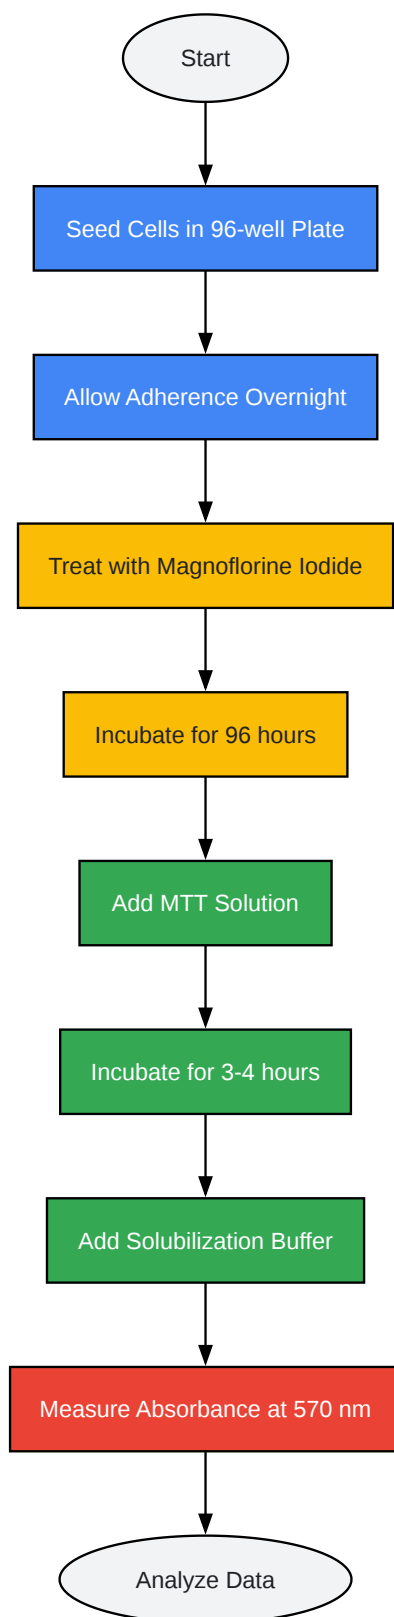 Start
Seed Cells in 96-well Plate
Allow Adherence Overnight
Treat with Magnoflorine Iodide
Incubate for 96 hours
Add MTT Solution
Incubate for 3-4 hours
Add Solubilization Buffer
Measure Absorbance at 570 nm
Analyze Data